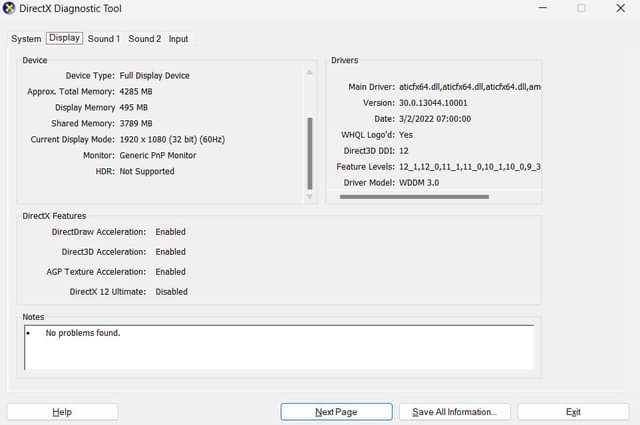 DirectX Diagnostic Tool
System Display Sound 1 Sound 2 Input
Device
Device Type: Full Display Device
Approx. Total Memory: 4285 MB
Display Memory 495 MB
Shared Memory: 3789 MB
Current Display Mode: 1920 x 1080 (32 bit) (60Hz)
Monitor: Generic PnP Monitor
HDR: Not Supported
Drivers
Main Driver: aticfx64.dll,aticfx64.dll,aticfx64.dll,am
Version: 30.0.13044.10001
Date: 3/2/2022 07:00:00
WHQL Logo'd: Yes
Direct3D DDI: 12
Feature Levels: 12_1,12_0,11_1,11_0,10_1,10_0,9_3
Driver Model: WDDM 3.0
DirectX Features
DirectDraw Acceleration: Enabled
Direct3D Acceleration: Enabled
AGP Texture Acceleration: Enabled
DirectX 12 Ultimate: Disabled
Notes
• No problems found.
Help Next Page Save All Information... Exit